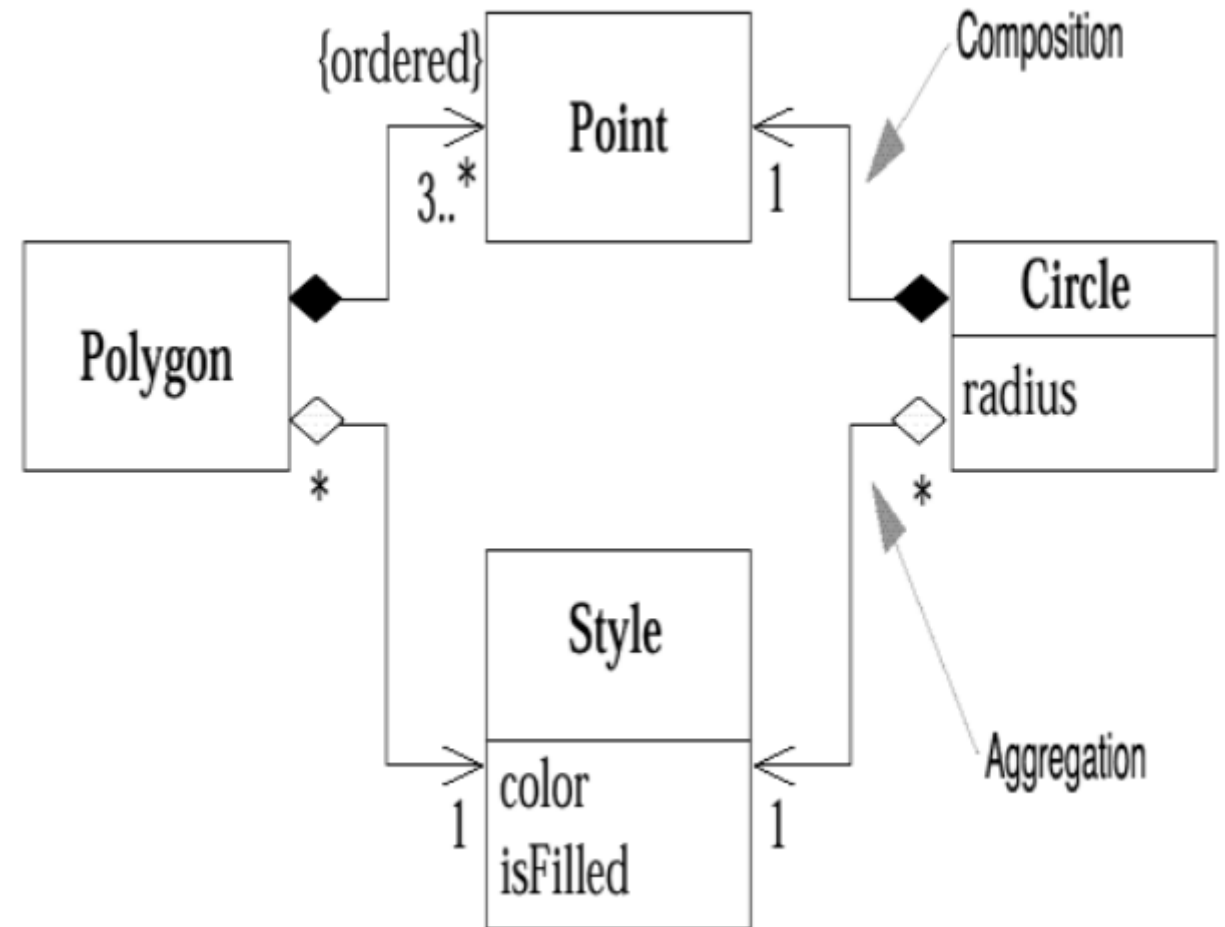 Composition
{ordered}
Point
3..*
1
Polygon
Circle
radius
*
*
Style
Aggregation
color
1
1
isFilled